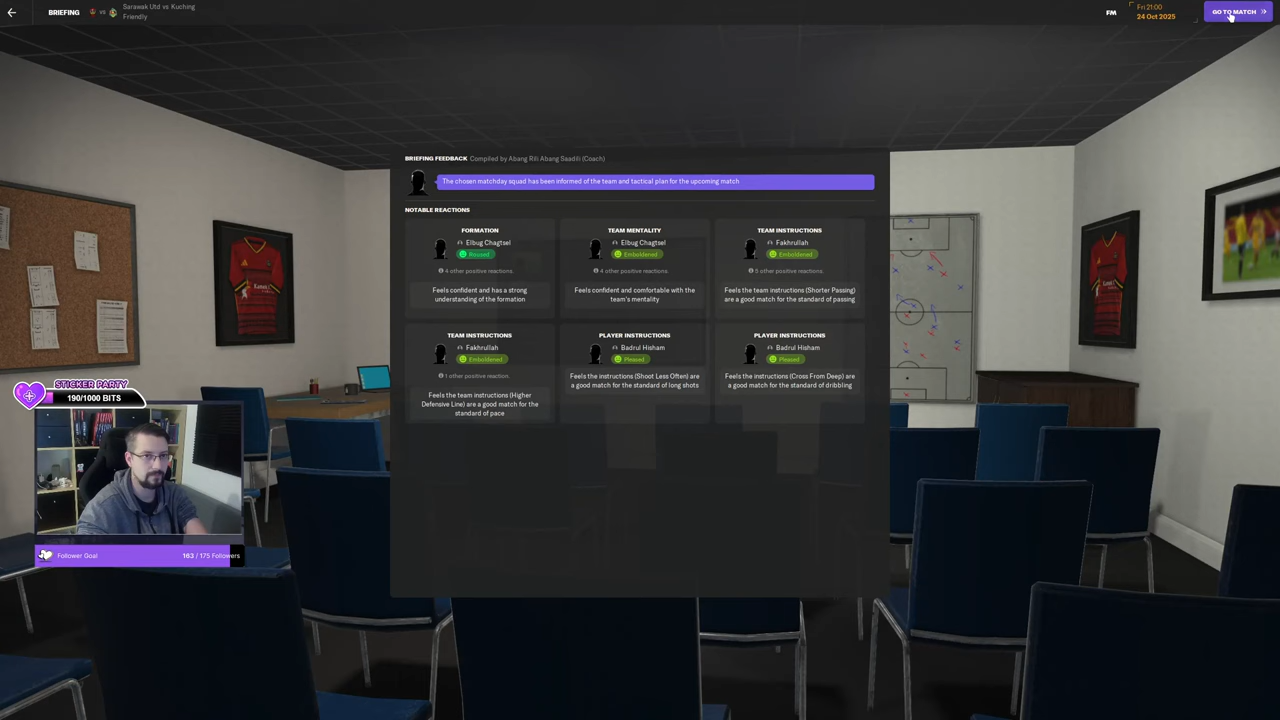 BRIEFING
VS
Sarawak Utd vs Kuching
Friendly
FM
Fri 21:00
24 Oct 2025
GO TO MATCH
BRIEFING FEEDBACK Compiled by Abang Rili Abang Saadili (Coach)
The chosen matchday squad has been informed of the team and tactical plan for the upcoming match
NOTABLE REACTIONS
FORMATION
Elbug Chagtsel
Roused
4 other positive reactions.
Feels confident and has a strong
understanding of the formation
TEAM MENTALITY
Elbug Chagtsel
Emboldened
4 other positive reactions.
Feels confident and comfortable with the
team's mentality
TEAM INSTRUCTIONS
Fakhrullah
Emboldened
5 other positive reactions.
Feels the team instructions (Shorter Passing)
are a good match for the standard of passing
TEAM INSTRUCTIONS
Fakhrullah
Emboldened
1 other positive reaction.
Feels the team instructions (Higher
Defensive Line) are a good match for the
standard of pace
PLAYER INSTRUCTIONS
Badrul Hisham
Pleased
Feels the instructions (Shoot Less Often) are
a good match for the standard of long shots
PLAYER INSTRUCTIONS
Badrul Hisham
Pleased
Feels the instructions (Cross From Deep) are
a good match for the standard of dribbling
STICKER PARTY
190/1000 BITS
Follower Goal
163 / 175 Followers